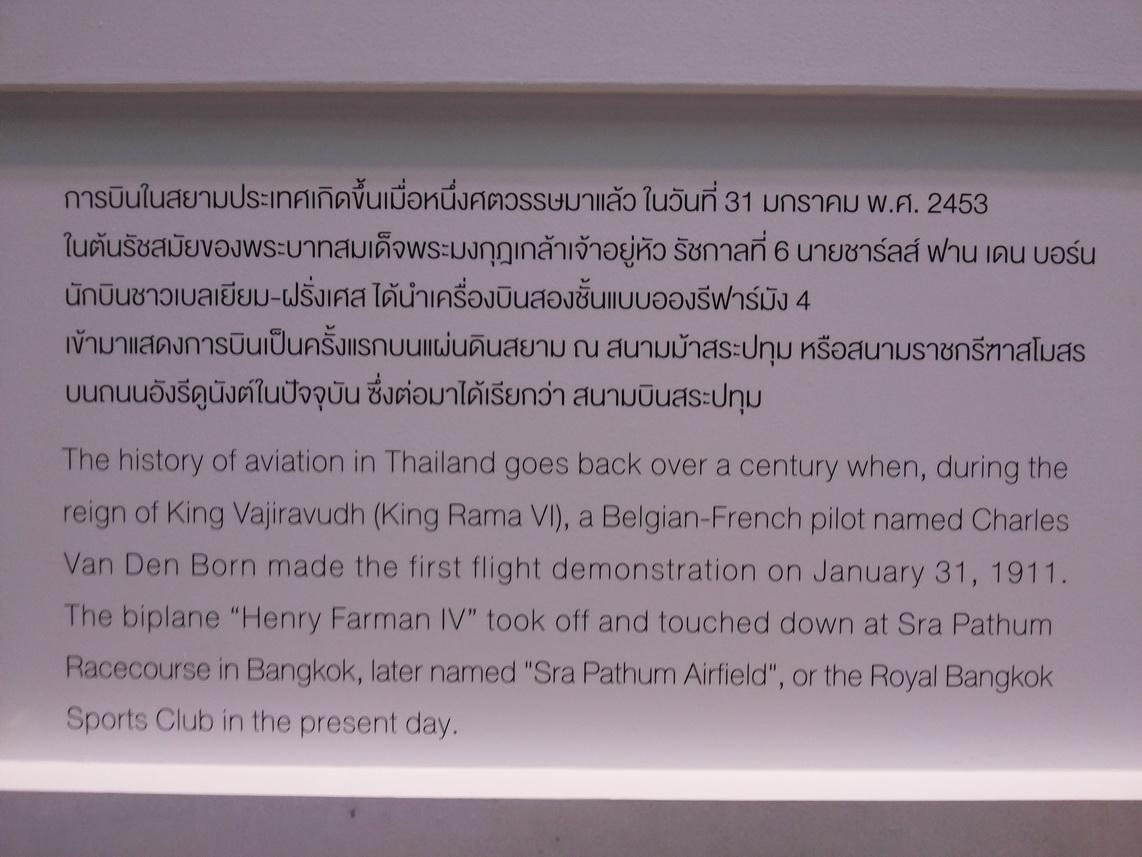 การบินในสยามประเทศเกิดขึ้นเมื่อหนึ่งศตวรรษมาแล้ว ในวันที่ 31 มกราคม พ.ศ. 2453
ในต้นรัชสมัยของพระบาทสมเด็จพระมงกุฎเกล้าเจ้าอยู่หัว รัชกาลที่ 6 นายชาร์ลส์ ฟาน เดน บอร์น
นักบินชาวเบลเยียม-ฝรั่งเศส ได้นำเครื่องบินสองชั้นแบบอองรีฟาร์มัง 4
เข้ามาแสดงการบินเป็นครั้งแรกบนแผ่นดินสยาม ณ สนามม้าสระปทุม หรือสนามราชกรีฑาสโมสร
บนถนนอังรีดูนังต์ในปัจจุบัน ซึ่งต่อมาได้เรียกว่า สนามบินสระปทุม
The history of aviation in Thailand goes back over a century when, during the
reign of King Vajiravudh (King Rama VI), a Belgian-French pilot named Charles
Van Den Born made the first flight demonstration on January 31, 1911.
The biplane “Henry Farman IV” took off and touched down at Sra Pathum
Racecourse in Bangkok, later named "Sra Pathum Airfield", or the Royal Bangkok
Sports Club in the present day.